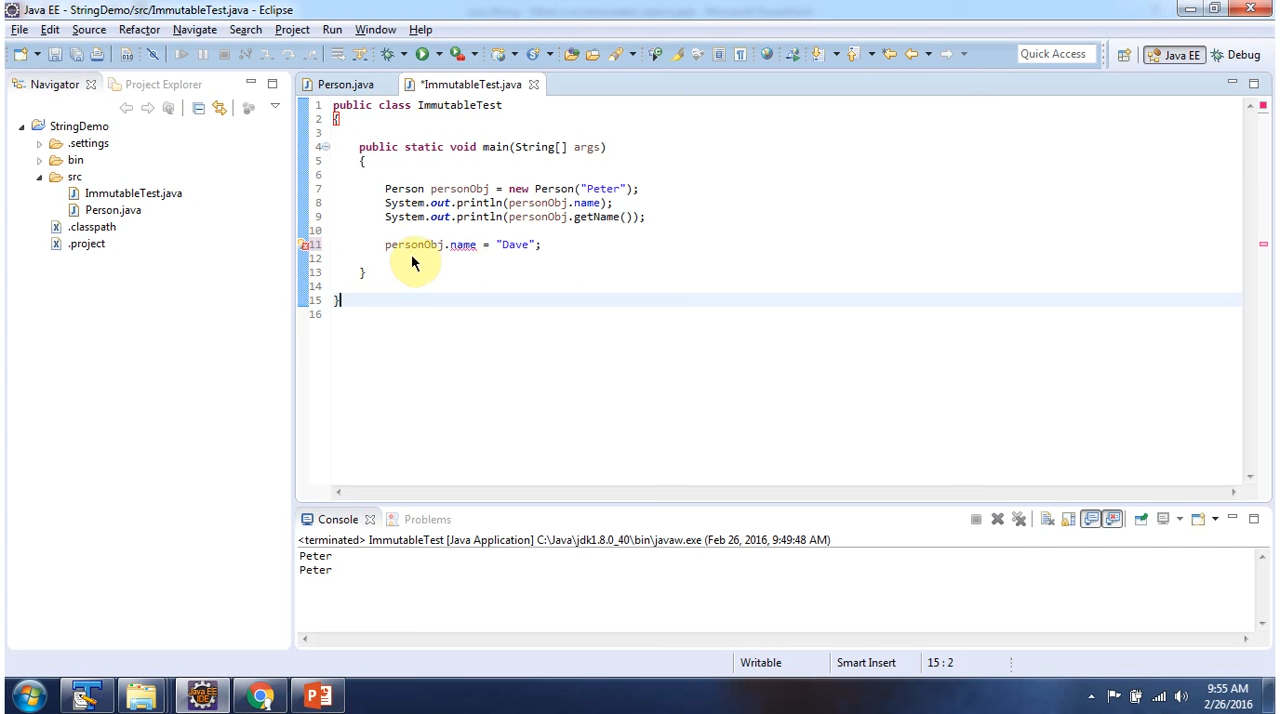 Java EE - StringDemo/src/ImmutableTest.java - Eclipse
File Edit Source Refactor Navigate Search Project Run Window Help
Quick Access Java EE Debug
Navigator Project Explorer
Person.java *ImmutableTest.java
StringDemo
.settings
bin
src
ImmutableTest.java
Person.java
.classpath
.project
1 public class ImmutableTest
2 {
3
4 public static void main(String[] args)
5 {
6
7 Person personObj = new Person("Peter");
8 System.out.println(personObj.name);
9 System.out.println(personObj.getName());
10
11 personObj.name = "Dave";
12
13 }
14
15 }
16
Console Problems
<terminated> ImmutableTest [Java Application] C:\Java\jdk1.8.0_40\bin\javaw.exe (Feb 26, 2016, 9:49:48 AM)
Peter
Peter
Writable Smart Insert 15 : 2
Java EE
IDE
9:55 AM
2/26/2016